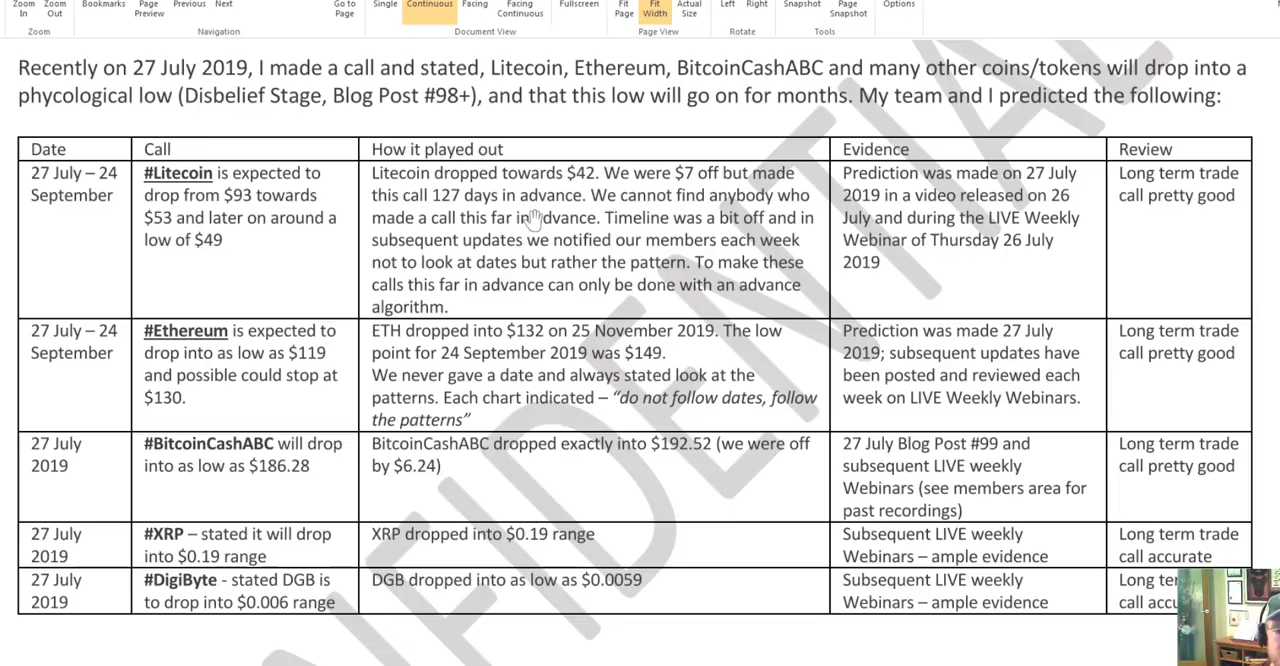 Zoom In
Zoom Out
Bookmarks
Page Preview
Previous
Next
Go to Page
Single
Continuous
Facing
Facing Continuous
Fullscreen
Fit Page
Fit Width
Actual Size
Left
Right
Snapshot
Page Snapshot
Options
Zoom
Navigation
Document View
Page View
Rotate
Tools
Recently on 27 July 2019, I made a call and stated, Litecoin, Ethereum, BitcoinCashABC and many other coins/tokens will drop into a
phycological low (Disbelief Stage, Blog Post #98+), and that this low will go on for months. My team and I predicted the following:
Date
Call
How it played out
Evidence
Review
27 July – 24
September
#Litecoin is expected to
drop from $93 towards
$53 and later on around a
low of $49
Litecoin dropped towards $42. We were $7 off but made
this call 127 days in advance. We cannot find anybody who
made a call this far in advance. Timeline was a bit off and in
subsequent updates we notified our members each week
not to look at dates but rather the pattern. To make these
calls this far in advance can only be done with an advance
algorithm.
Prediction was made on 27 July
2019 in a video released on 26
July and during the LIVE Weekly
Webinar of Thursday 26 July
2019
Long term trade
call pretty good
27 July – 24
September
#Ethereum is expected to
drop into as low as $119
and possible could stop at
$130.
ETH dropped into $132 on 25 November 2019. The low
point for 24 September 2019 was $149.
We never gave a date and always stated look at the
patterns. Each chart indicated – “do not follow dates, follow
the patterns”
Prediction was made 27 July
2019; subsequent updates have
been posted and reviewed each
week on LIVE Weekly Webinars.
Long term trade
call pretty good
27 July
2019
#BitcoinCashABC will drop
into as low as $186.28
BitcoinCashABC dropped exactly into $192.52 (we were off
by $6.24)
27 July Blog Post #99 and
subsequent LIVE weekly
Webinars (see members area for
past recordings)
Long term trade
call pretty good
27 July
2019
#XRP – stated it will drop
into $0.19 range
XRP dropped into $0.19 range
Subsequent LIVE weekly
Webinars – ample evidence
Long term trade
call accurate
27 July
2019
#DigiByte - stated DGB is
to drop into $0.006 range
DGB dropped into as low as $0.0059
Subsequent LIVE weekly
Webinars – ample evidence
Long
call
CONFIDENTIAL